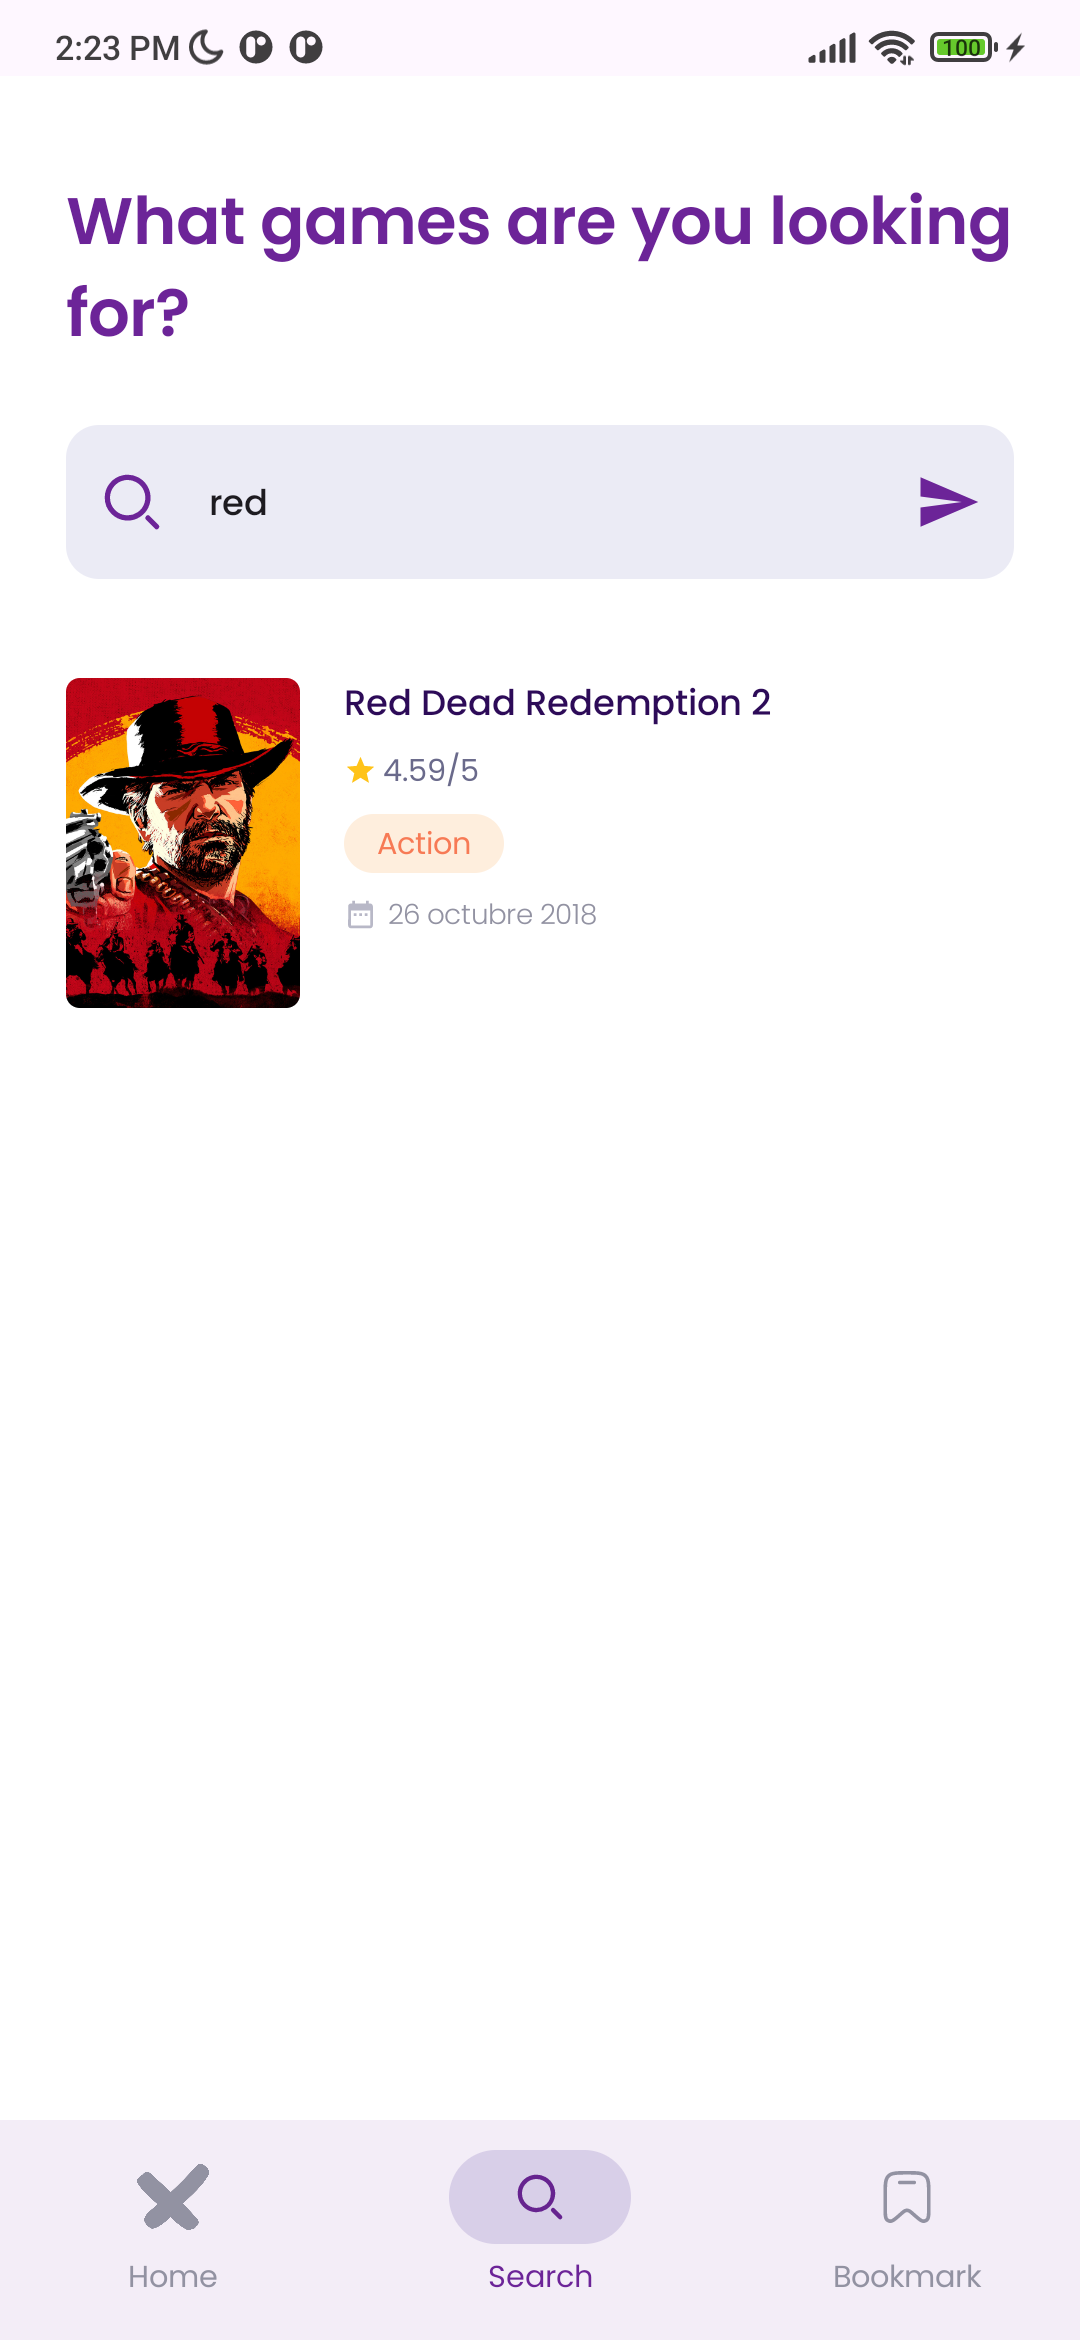 2:23 PM
100
What games are you looking
for?
red
Red Dead Redemption 2
4.59/5
Action
26 octubre 2018
Home
Search
Bookmark